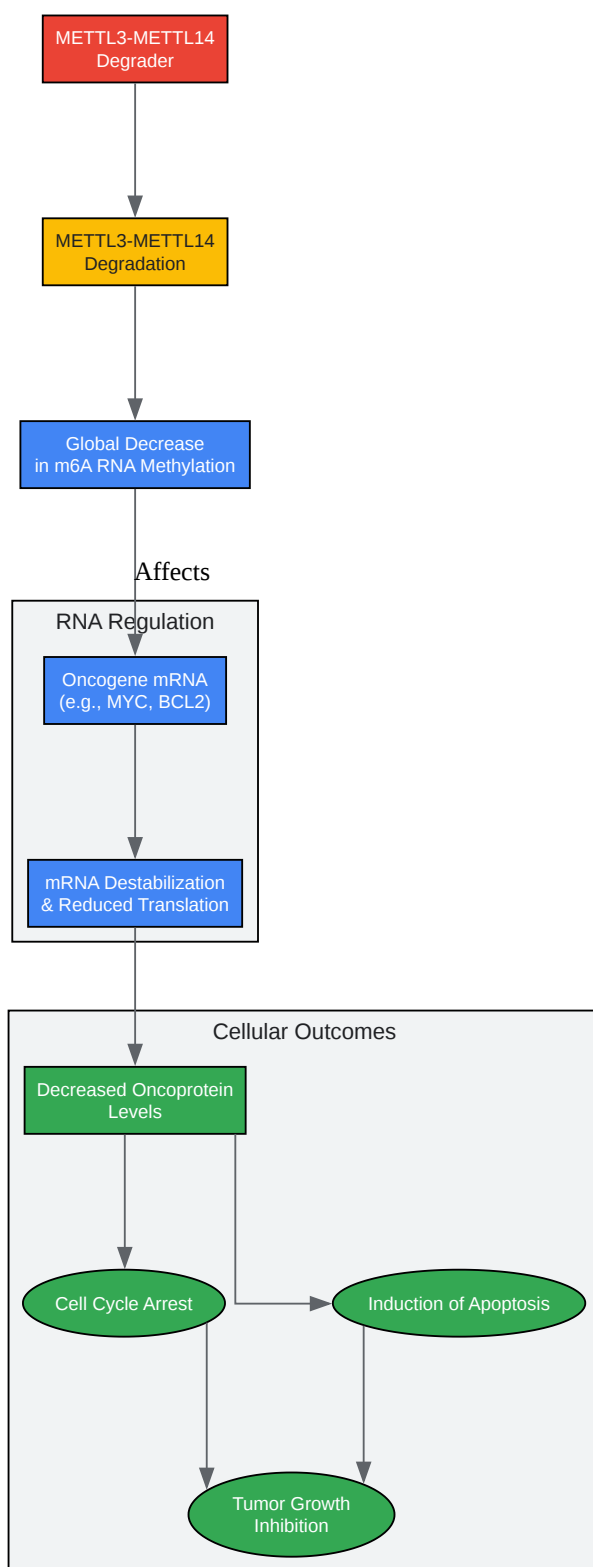 METTL3-METTL14
Degrader
METTL3-METTL14
Degradation
Global Decrease
in m6A RNA Methylation
Affects
RNA Regulation
Oncogene mRNA
(e.g., MYC, BCL2)
mRNA Destabilization
& Reduced Translation
Cellular Outcomes
Decreased Oncoprotein
Levels
Cell Cycle Arrest
Induction of Apoptosis
Tumor Growth
Inhibition